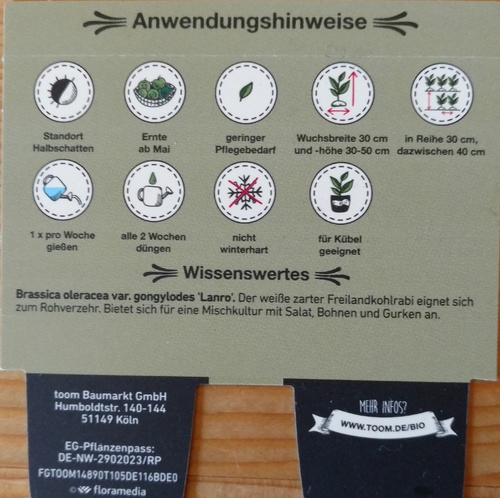 Anwendungshinweise
Standort
Halbschatten
Ernte
ab Mai
geringer
Pflegebedarf
Wuchsbreite 30 cm
und -höhe 30-50 cm
in Reihe 30 cm,
dazwischen 40 cm
1 x pro Woche
gießen
alle 2 Wochen
düngen
nicht
winterhart
für Kübel
geeignet
Wissenswertes
Brassica oleracea var. gongylodes 'Lanro'. Der weiße zarter Freilandkohlrabi eignet sich
zum Rohverzehr. Bietet sich für eine Mischkultur mit Salat, Bohnen und Gurken an.
toom Baumarkt GmbH
Humboldtstr. 140-144
51149 Köln
EG-Pflanzenpass:
DE-NW-2902023/RP
FGTOOM14890T105DE116BDE0
© floramedia
MEHR INFOS?
WWW.TOOM.DE/BIO